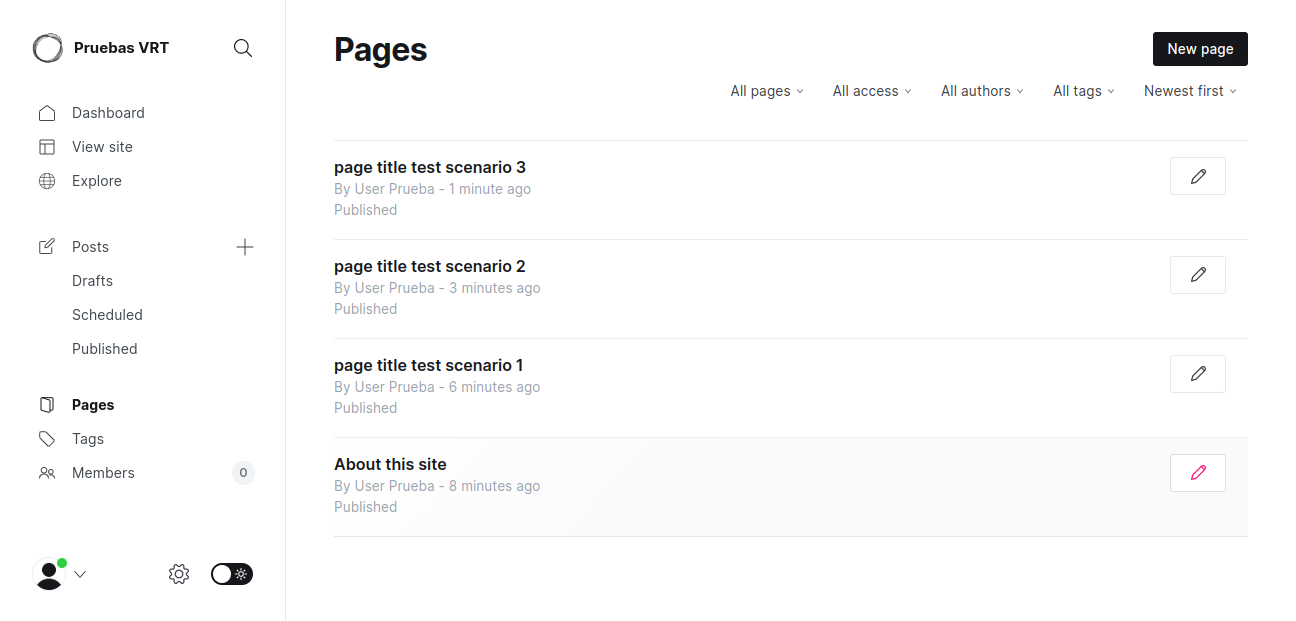 Pruebas VRT
Dashboard
View site
Explore
Posts
Drafts
Scheduled
Published
Pages
Tags
Members 0
Pages
New page
All pages All access All authors All tags Newest first
page title test scenario 3
By User Prueba - 1 minute ago
Published
page title test scenario 2
By User Prueba - 3 minutes ago
Published
page title test scenario 1
By User Prueba - 6 minutes ago
Published
About this site
By User Prueba - 8 minutes ago
Published